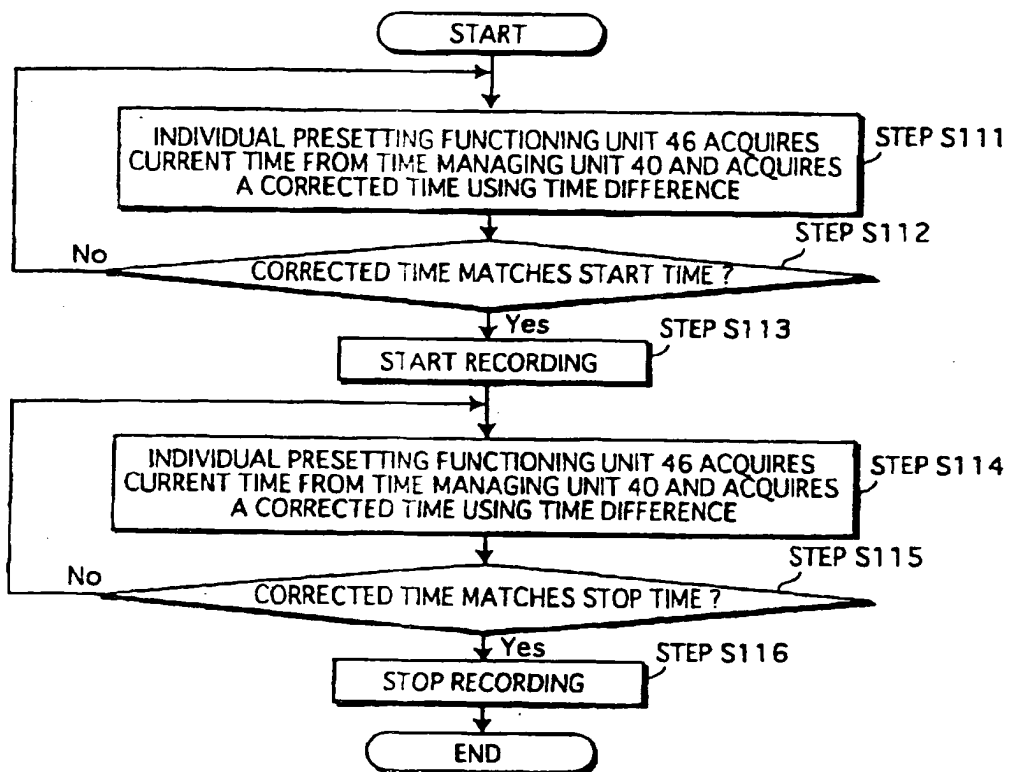 START
INDIVIDUAL PRESETTING FUNCTIONING UNIT 46 ACQUIRES
CURRENT TIME FROM TIME MANAGING UNIT 40 AND ACQUIRES
A CORRECTED TIME USING TIME DIFFERENCE
STEP S111
STEP S112
No
CORRECTED TIME MATCHES START TIME ?
Yes
STEP S113
START RECORDING
INDIVIDUAL PRESETTING FUNCTIONING UNIT 46 ACQUIRES
CURRENT TIME FROM TIME MANAGING UNIT 40 AND ACQUIRES
A CORRECTED TIME USING TIME DIFFERENCE
STEP S114
STEP S115
No
CORRECTED TIME MATCHES STOP TIME ?
Yes
STEP S116
STOP RECORDING
END